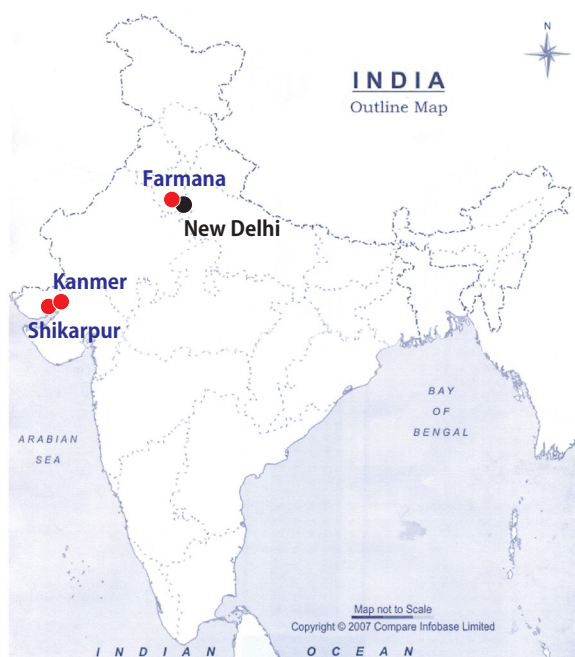 N
INDIA
Outline Map
Farmana
New Delhi
Kanmer
Shikarpur
BAY
OF
BENGAL
ARABIAN
SEA
Map not to Scale
Copyright © 2007 Compare Infobase Limited
INDIAN OCEAN